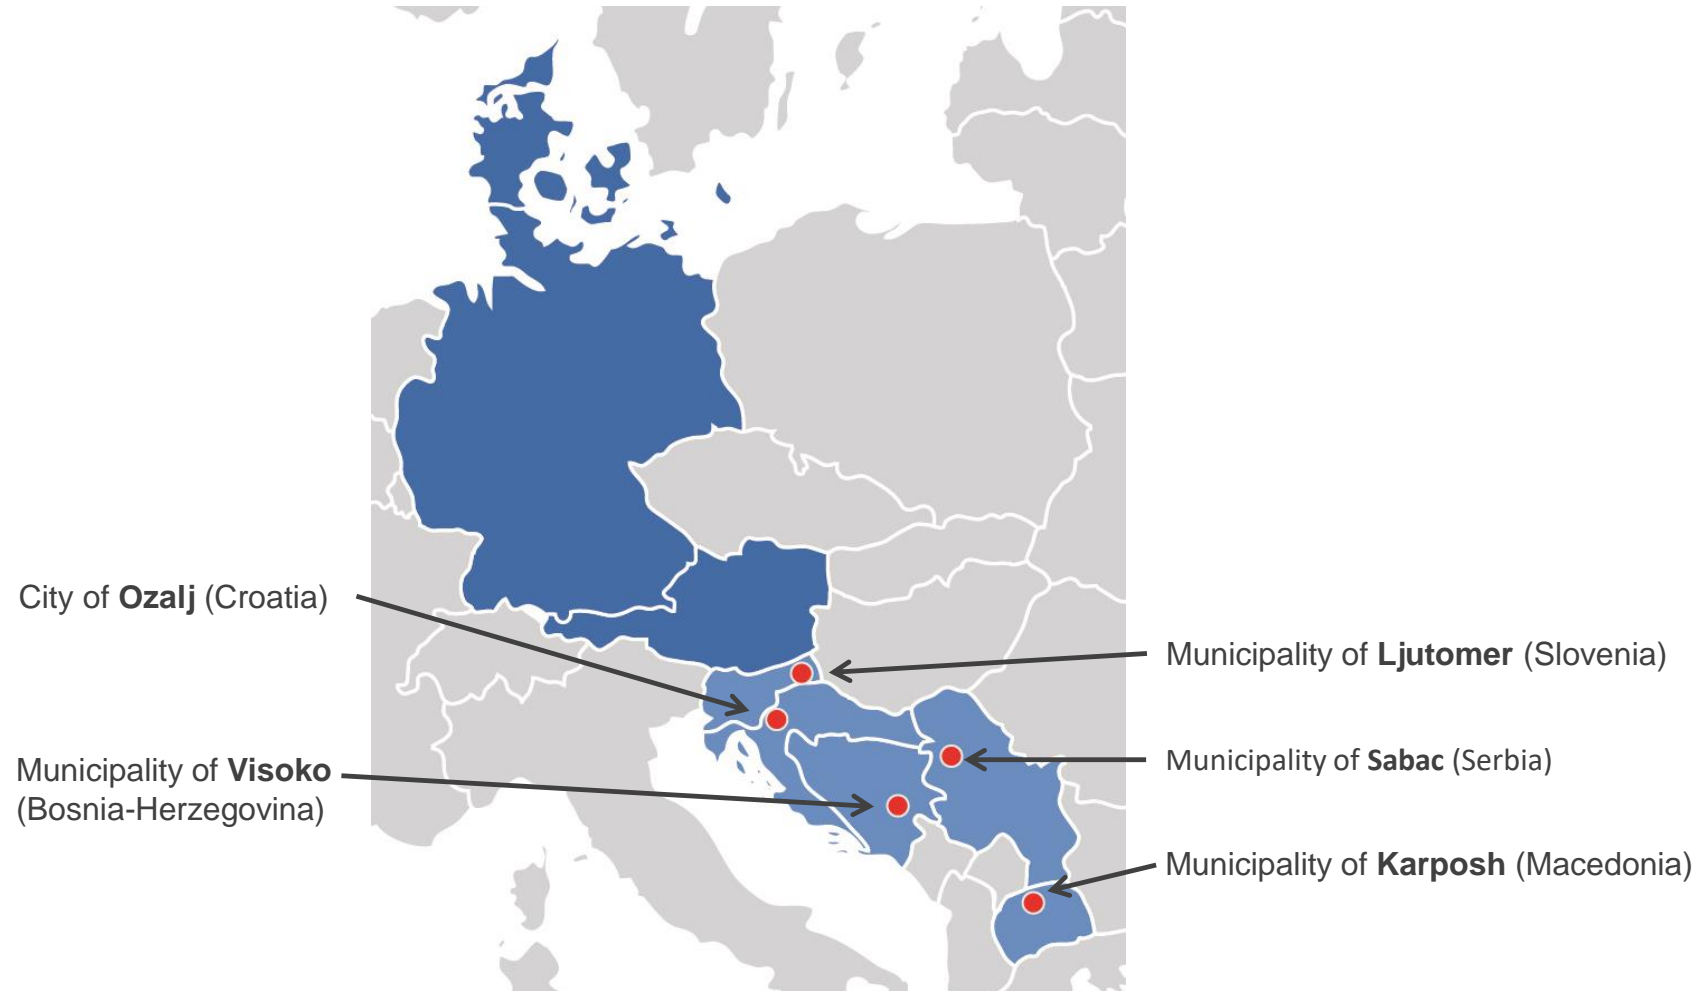 City of Ozalj (Croatia)
Municipality of Ljutomer (Slovenia)
Municipality of Sabac (Serbia)
Municipality of Visoko
(Bosnia-Herzegovina)
Municipality of Karposh (Macedonia)